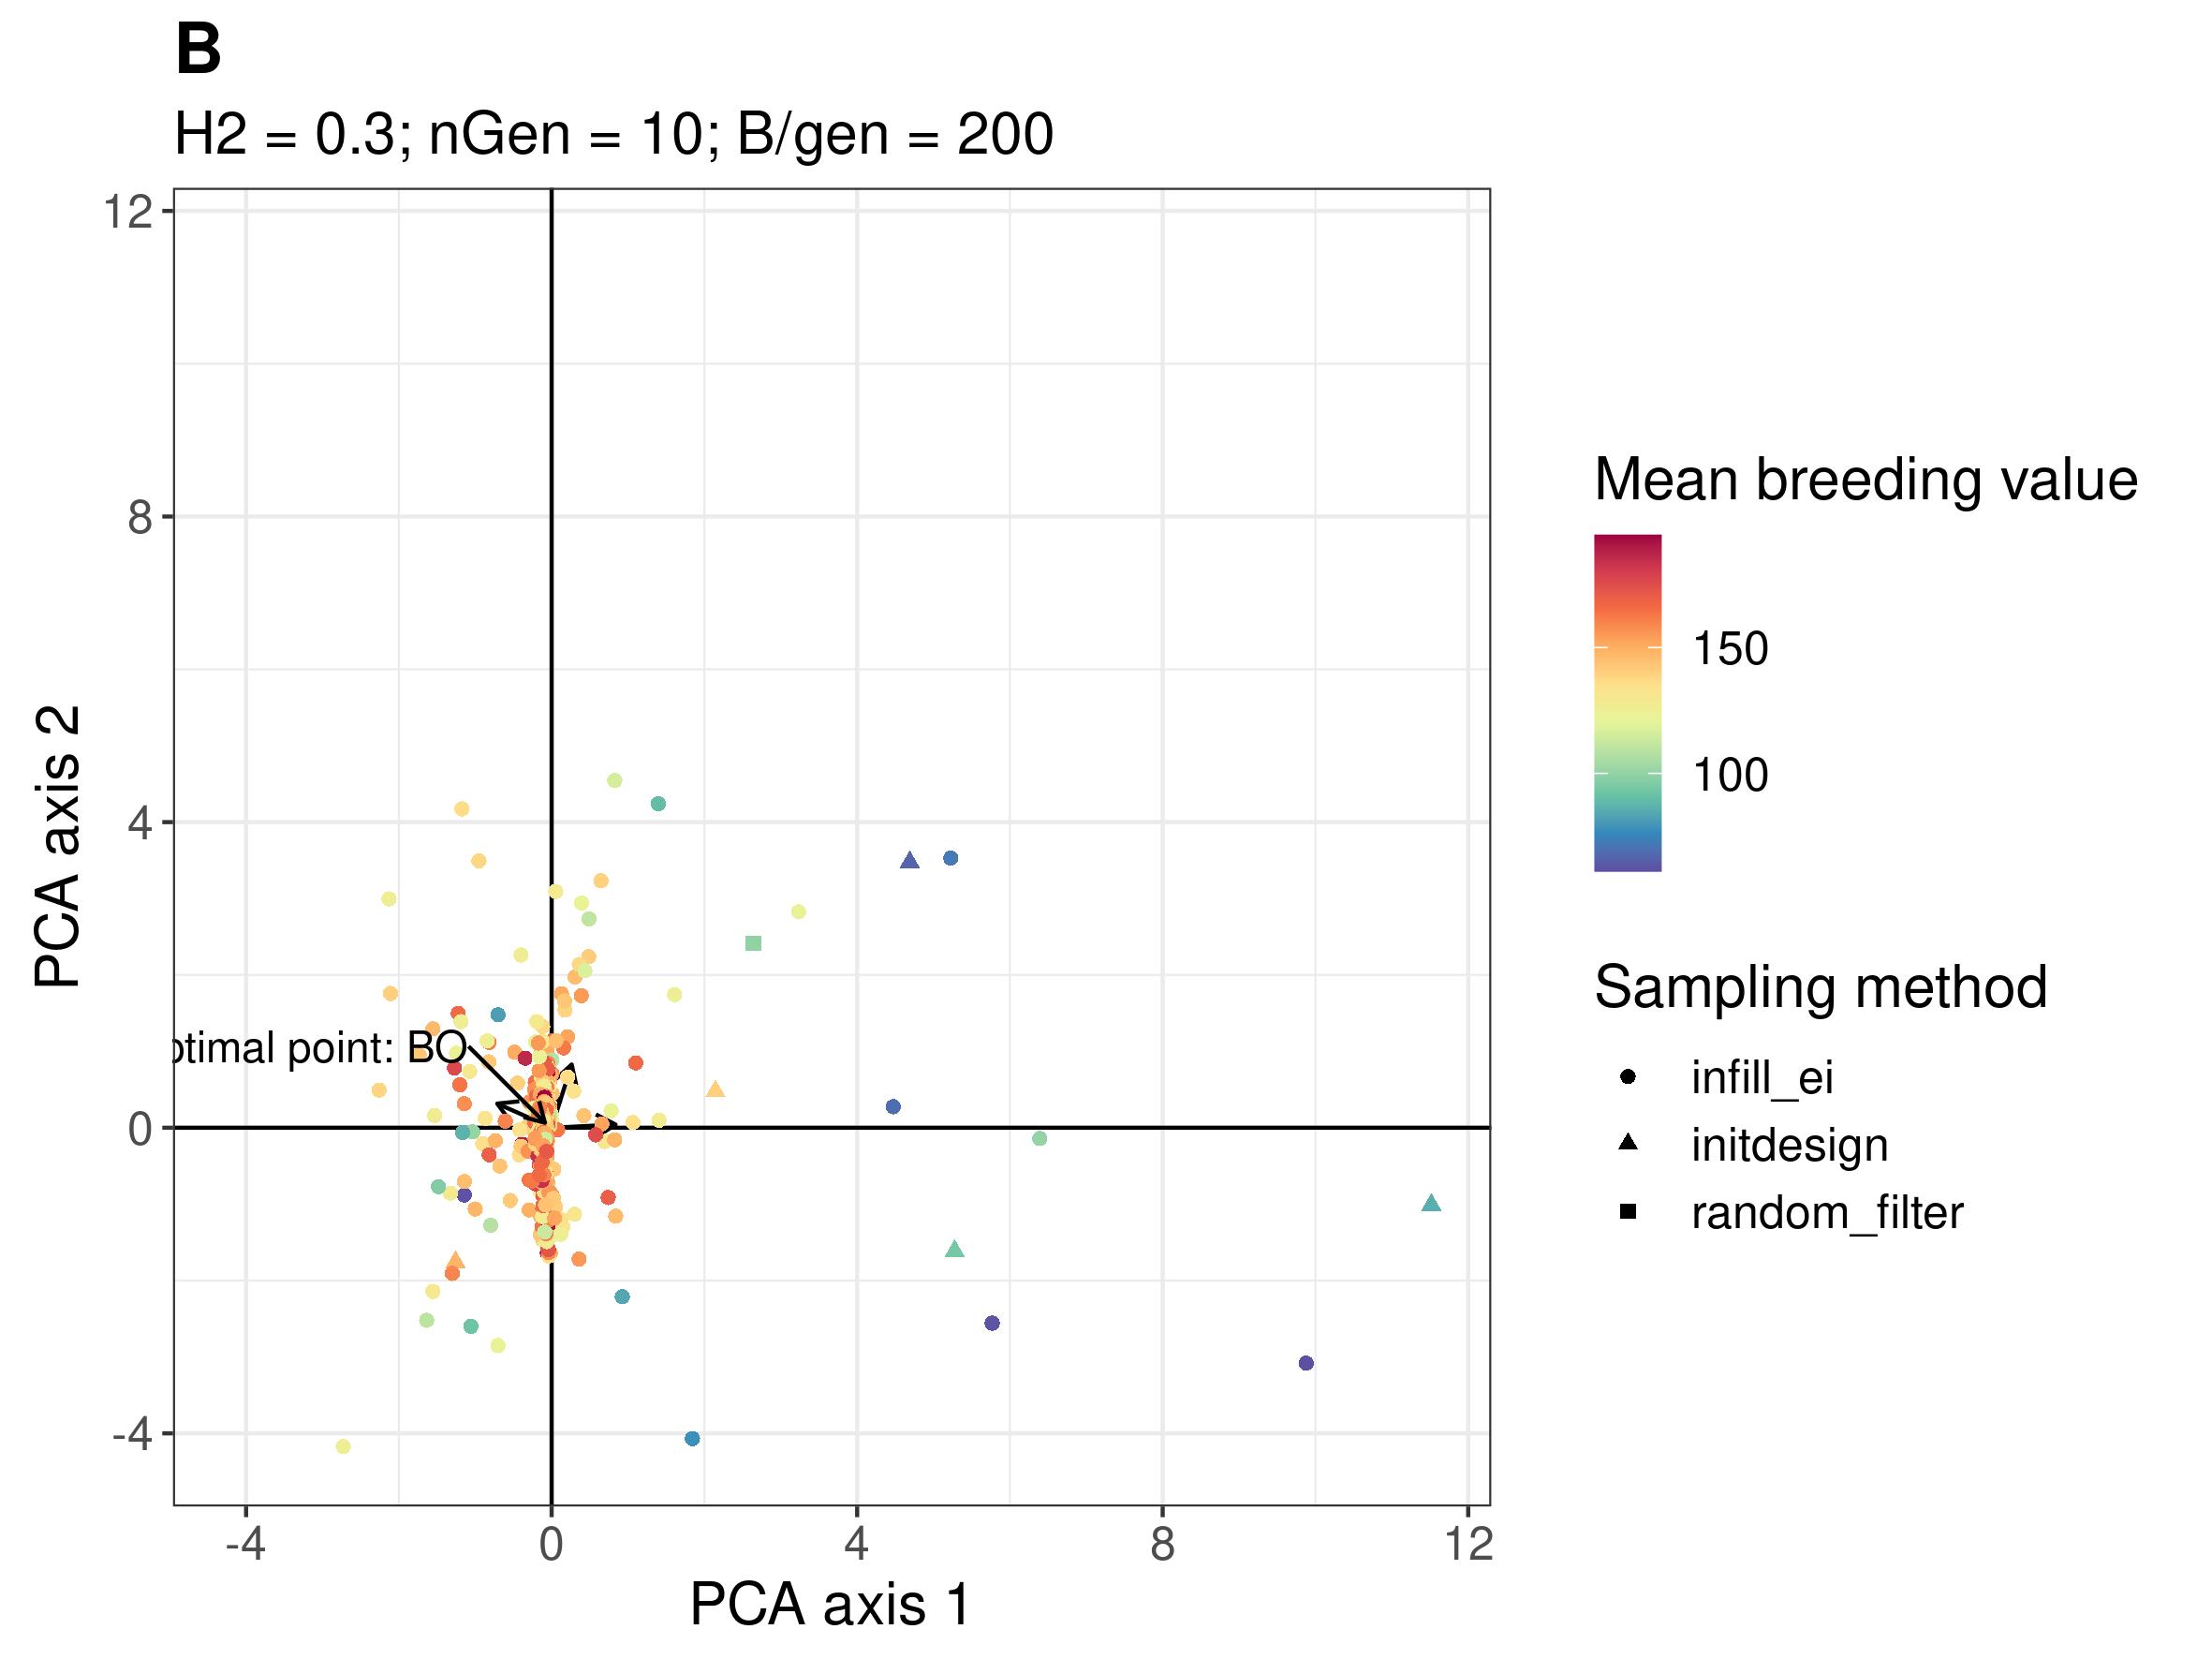 B
H2 = 0.3; nGen = 10; B/gen = 200
12
8
4
0
-4
PCA axis 2
ptimal point: BO
-4
0
4
8
12
PCA axis 1
Mean breeding value
150
100
Sampling method
infill_ei
initdesign
random_filter